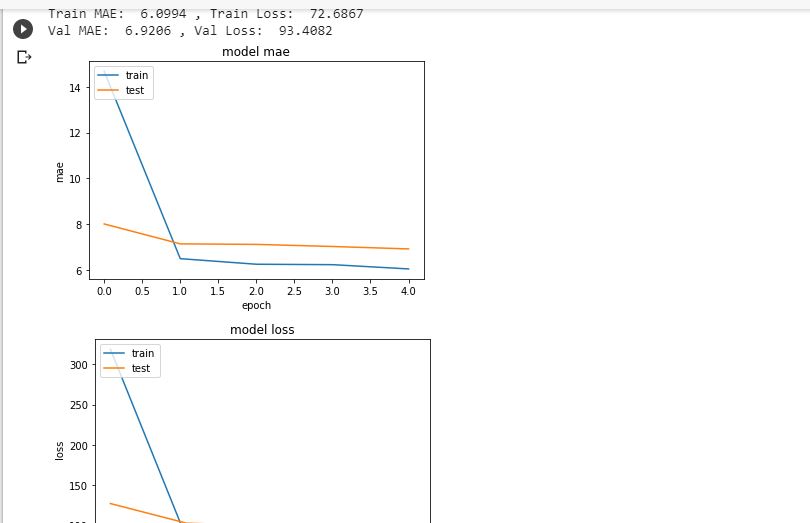 Train MAE:  6.0994 , Train Loss:  72.6867
Val MAE:  6.9206 , Val Loss:  93.4082
model mae
train
test
14
12
10
8
6
mae
0.0 0.5 1.0 1.5 2.0 2.5 3.0 3.5 4.0
epoch
model loss
train
test
300
250
200
150
loss